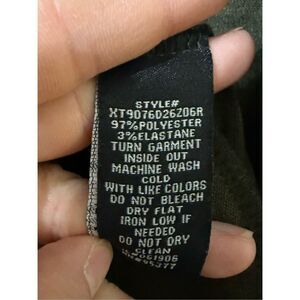 STYLE#
XT9076D26Z06R
97%POLYESTER
3%ELASTANE
TURN GARMENT
INSIDE OUT
MACHINE WASH
COLD
WITH LIKE COLORS
DO NOT BLEACH
DRY FLAT
IRON LOW IF
NEEDED
DO NOT DRY
CLEAN